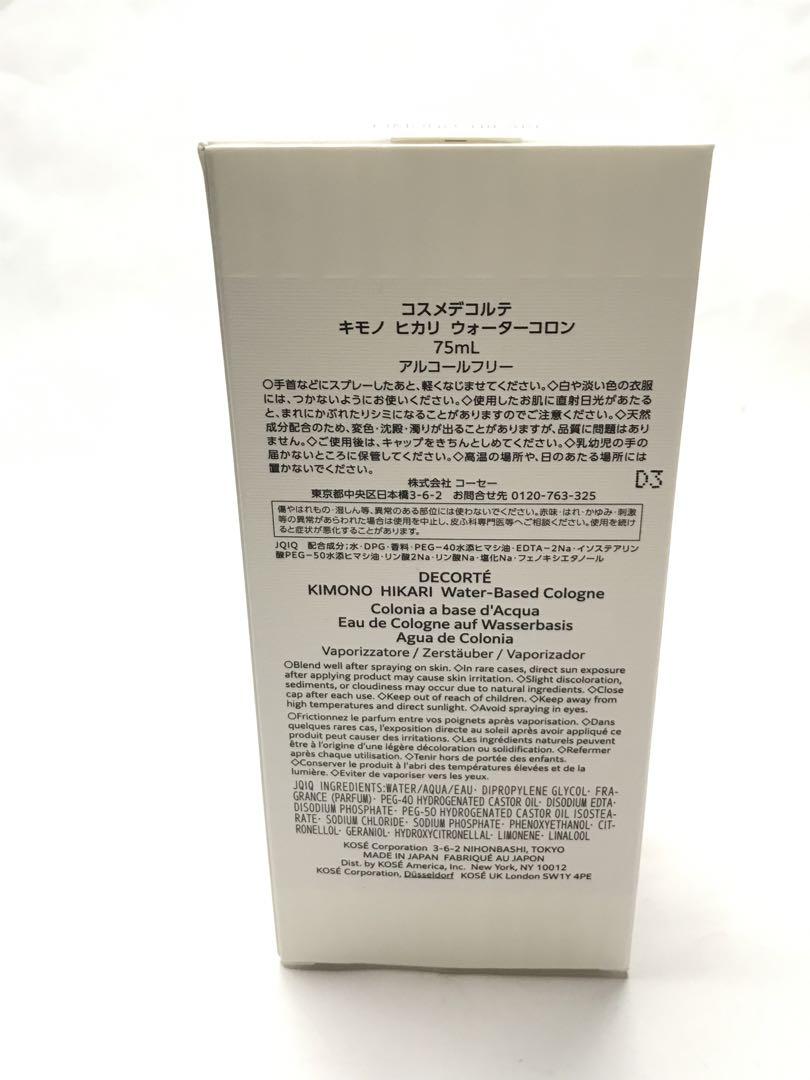 コスメデコルテ
キモノ ヒカリ ウォーターコロン
75mL
アルコールフリー
○手首などにスプレーしたあと、軽くなじませてください。◇白や淡い色の衣服
には、つかないようにお使いください。◇使用したお肌に直射日光があたる
と、まれにかぶれたりシミになることがありますのでご注意ください。◇天然
成分配合のため、変色・沈殿・濁りが出ることがありますが、品質に問題はあり
ません。◇ご使用後は、キャップをきちんとしめてください。◇乳幼児の手の
届かないところに保管してください。◇高温の場所や、日のあたる場所には
置かないでください。
D3
株式会社 コーセー
東京都中央区日本橋3-6-2 お問合せ先 0120-763-325
傷やはれもの・湿しん等、異常のある部位には使わないでください。赤味・はれ・かゆみ・刺激
等の異常があらわれた場合は使用を中止し、皮ふ科専門医等へご相談ください。使用を続け
ると症状が悪化することがあります。
JQIQ 配合成分；水・DPG・香料・PEG-40水添ヒマシ油・EDTA-2Na・イソステアリン
酸PEG-50水添ヒマシ油・リン酸2Na・リン酸Na・塩化Na・フェノキシエタノール
DECORTÉ
KIMONO HIKARI Water-Based Cologne
Colonia a base d'Acqua
Eau de Cologne auf Wasserbasis
Agua de Colonia
Vaporizzatore / Zerstäuber / Vaporizador
○Blend well after spraying on skin. ◇In rare cases, direct sun exposure
after applying product may cause skin irritation. ◇Slight discoloration,
sediments, or cloudiness may occur due to natural ingredients. ◇Close
cap after each use. ◇Keep out of reach of children. ◇Keep away from
high temperatures and direct sunlight. ◇Avoid spraying in eyes.
○Frictionnez le parfum entre vos poignets après vaporisation. ◇Dans
quelques rares cas, l'exposition directe au soleil après avoir appliqué ce
produit peut causer des irritations. ◇Les ingrédients naturels peuvent
être à l'origine d'une légère décoloration ou solidification. ◇Refermer
après chaque utilisation. ◇Tenir hors de portée des enfants.
◇Conserver le produit à l'abri des températures élevées et de la
lumière. ◇Eviter de vaporiser vers les yeux.
JQIQ INGREDIENTS:WATER/AQUA/EAU・ DIPROPYLENE GLYCOL・ FRA-
GRANCE (PARFUM)・ PEG-40 HYDROGENATED CASTOR OIL・ DISODIUM EDTA・
DISODIUM PHOSPHATE・ PEG-50 HYDROGENATED CASTOR OIL ISOSTEA-
RATE・ SODIUM CHLORIDE・ SODIUM PHOSPHATE・ PHENOXYETHANOL・ CIT-
RONELLOL・ GERANIOL・ HYDROXYCITRONELLAL・ LIMONENE・ LINALOOL
KOSÉ Corporation 3-6-2 NIHONBASHI, TOKYO
MADE IN JAPAN FABRIQUÉ AU JAPON
Dist. by KOSÉ America, Inc. New York, NY 10012
KOSÉ Corporation, Düsseldorf KOSÉ UK London SW1Y 4PE